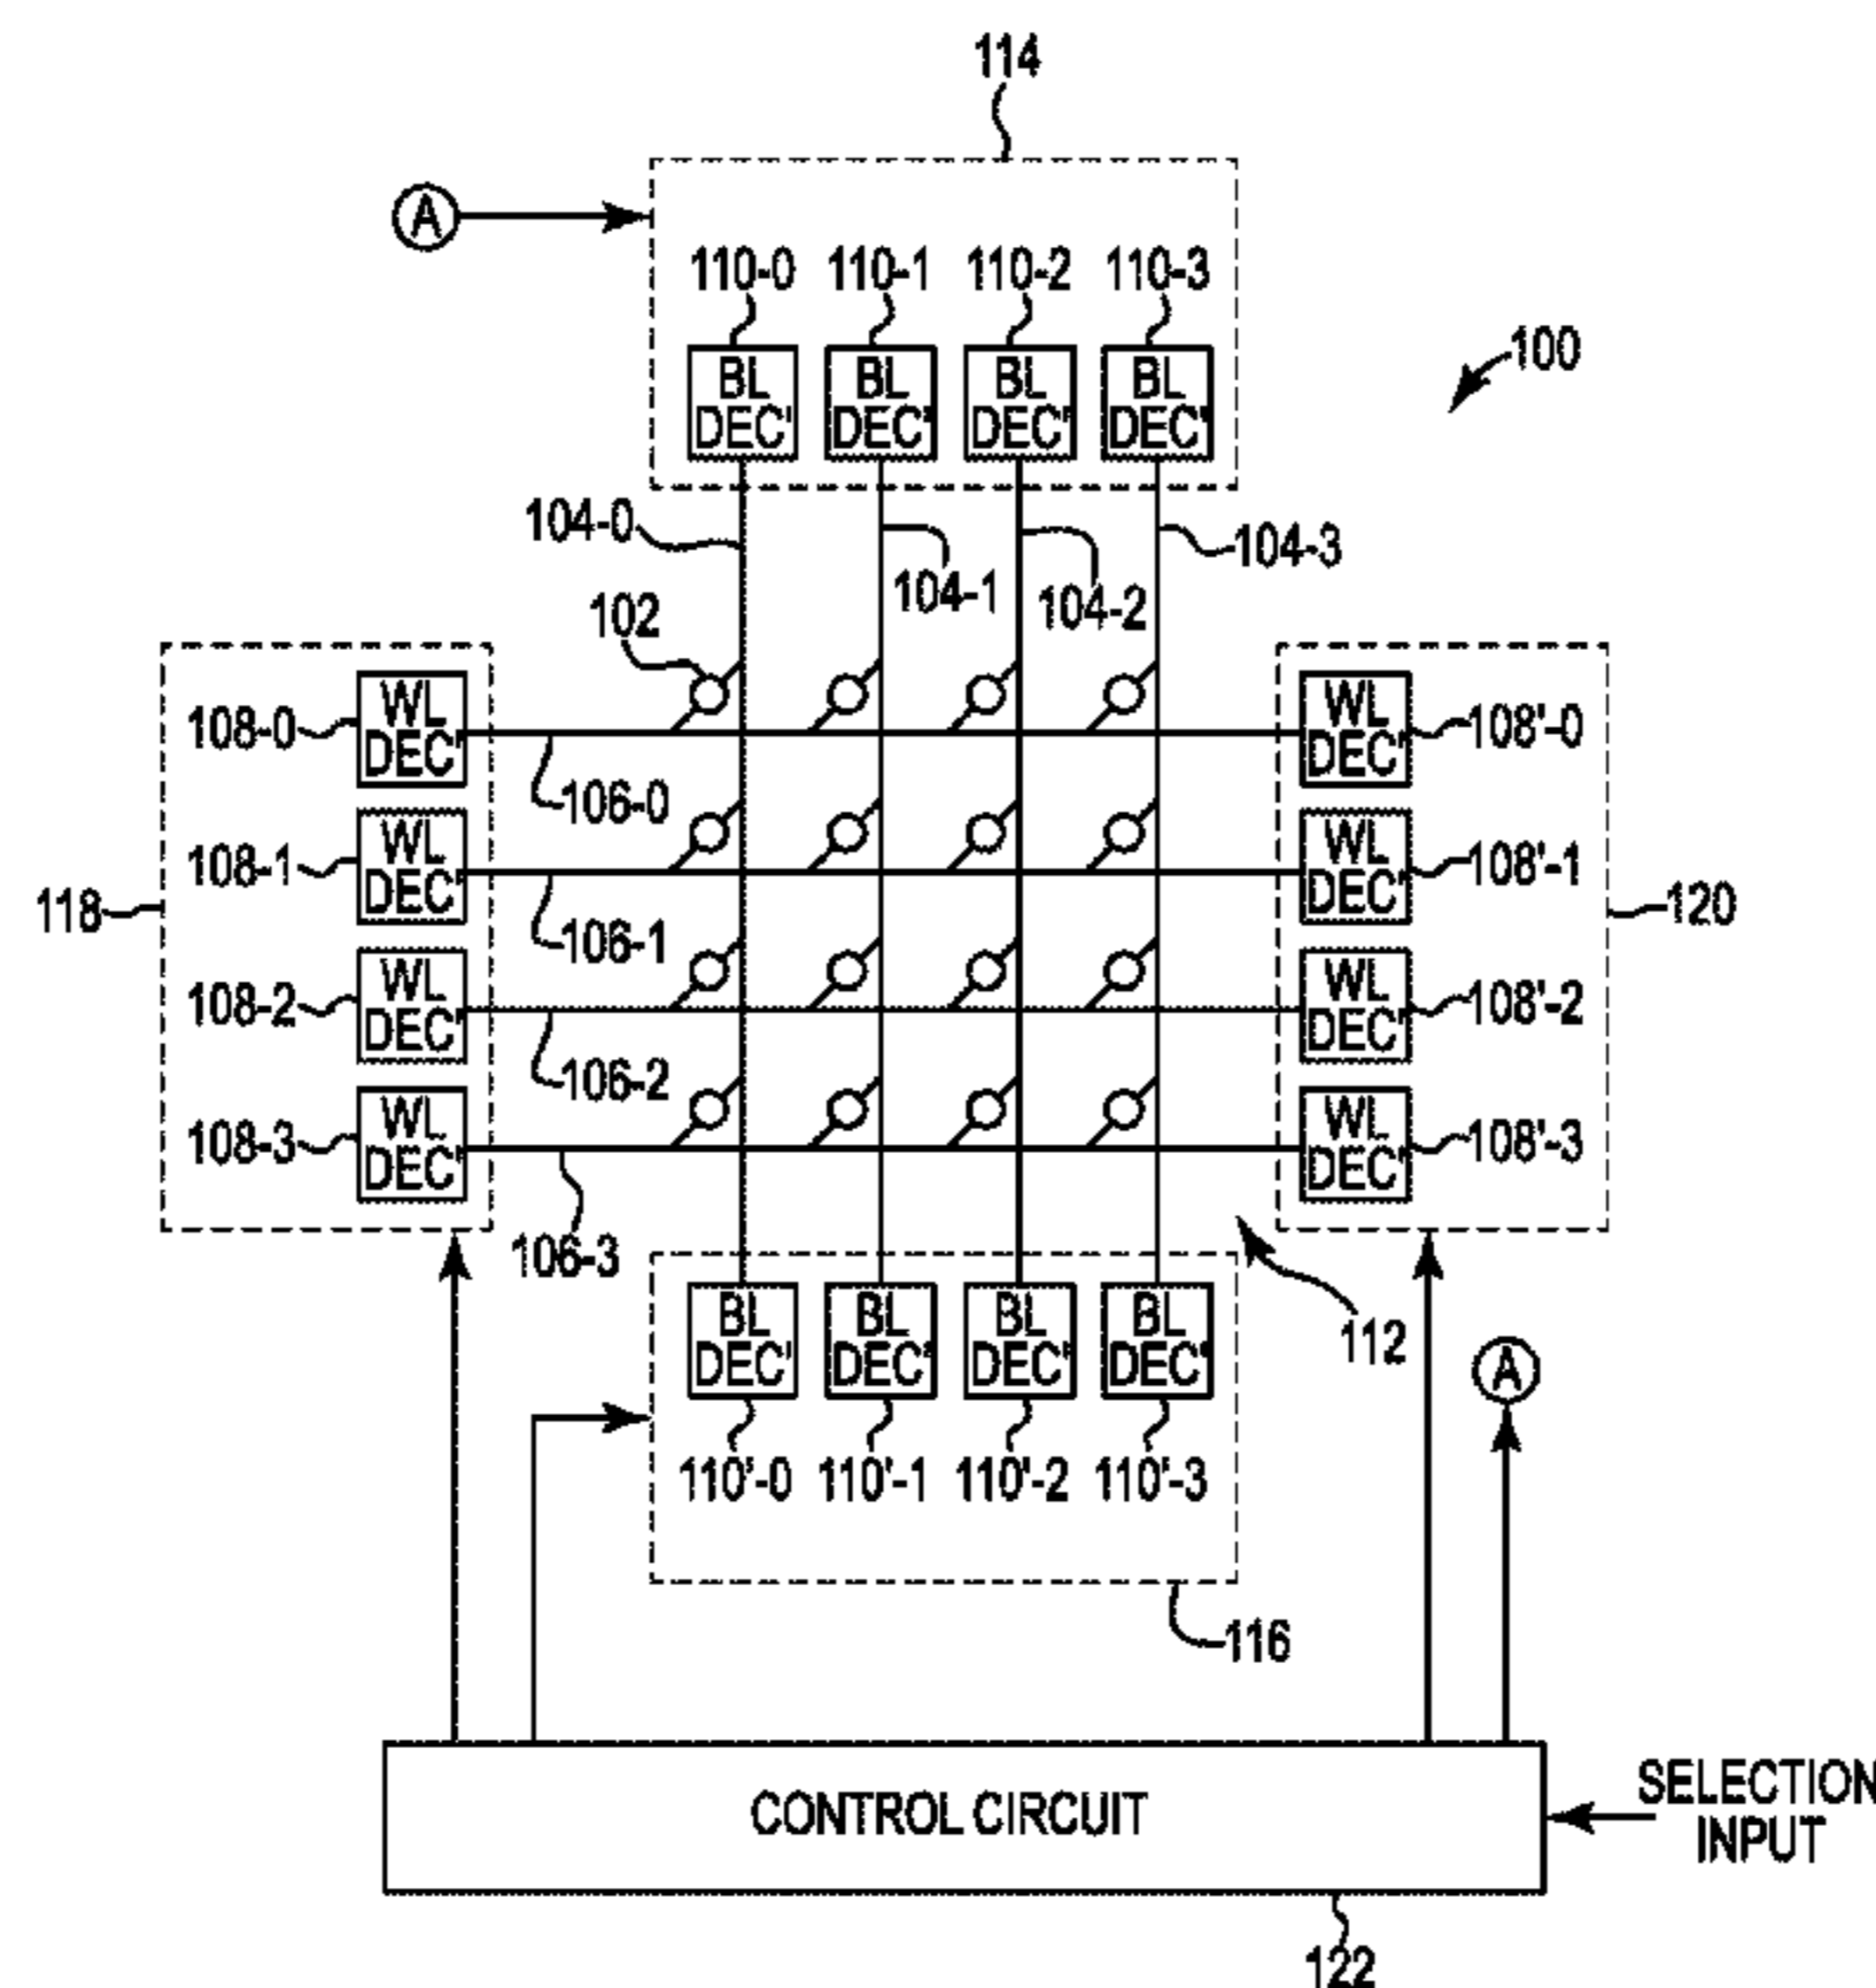 114
A
110-0 110-1 110-2 110-3
100
BL DEC' BL DEC' BL DEC' BL DEC'
104-0
104-3
104-1
104-2
102
108-0
WL DEC'
WL DEC'
108'-0
106-0
108-1
WL DEC'
WL DEC'
108'-1
118
120
106-1
108-2
WL DEC'
WL DEC'
108'-2
106-2
108-3
WL DEC'
WL DEC'
108'-3
106-3
BL DEC' BL DEC' BL DEC' BL DEC'
112
A
110'-0 110'-1 110'-2 110'-3
116
CONTROL CIRCUIT
SELECTION
INPUT
122